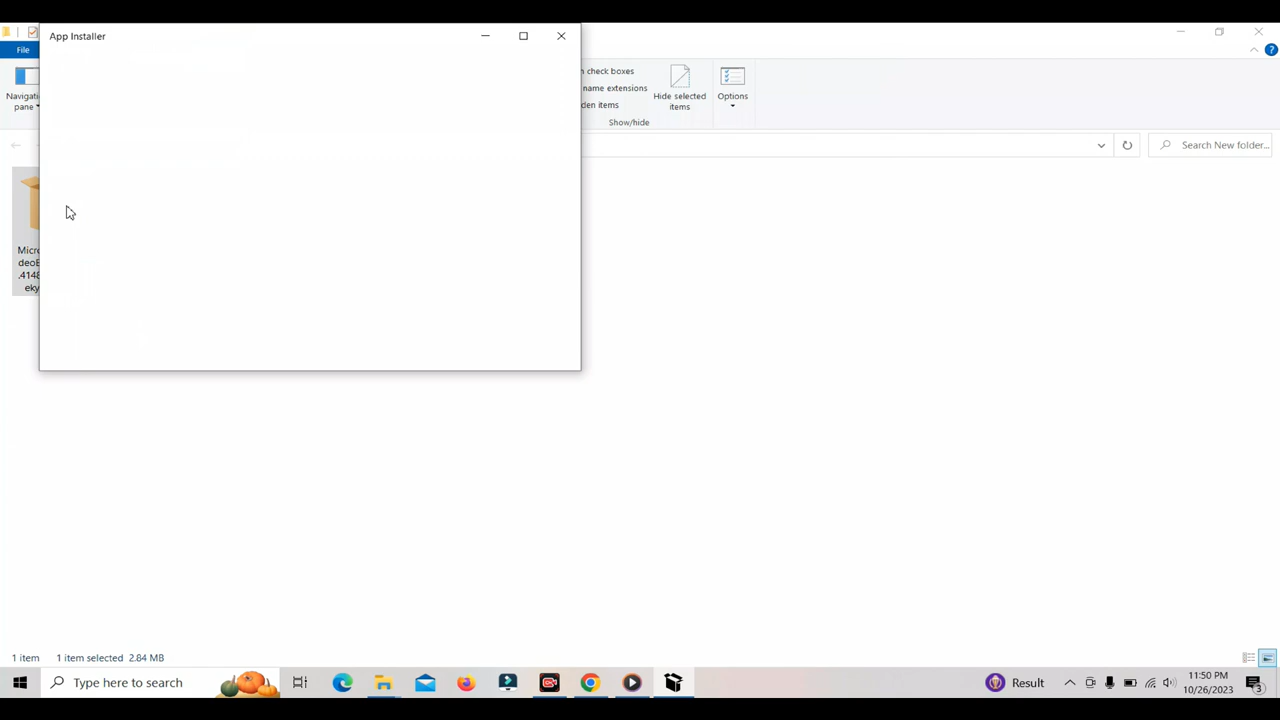 App Installer
File
check boxes
name extensions
Navigati
pane
Hide selected
items
Options
Show/hide
Search New folder...
Micro
deoE
.4148
eky
1 item
1 item selected 2.84 MB
Type here to search
Result
11:50 PM
10/26/2023
3